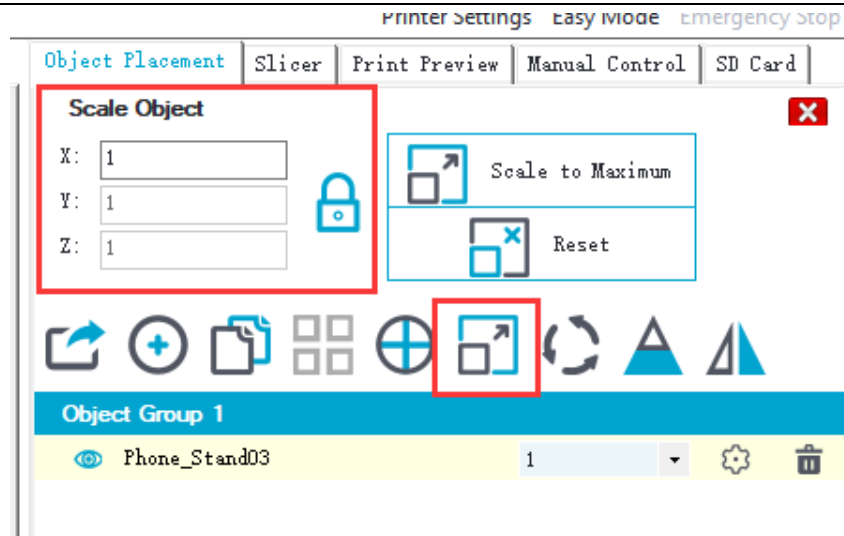 Printer Settings Easy Mode Emergency Stop
Object Placement Slicer Print Preview Manual Control SD Card
Scale Object
X: 1
Y: 1
Z: 1
Scale to Maximum
Reset
Object Group 1
Phone_Stand03 1